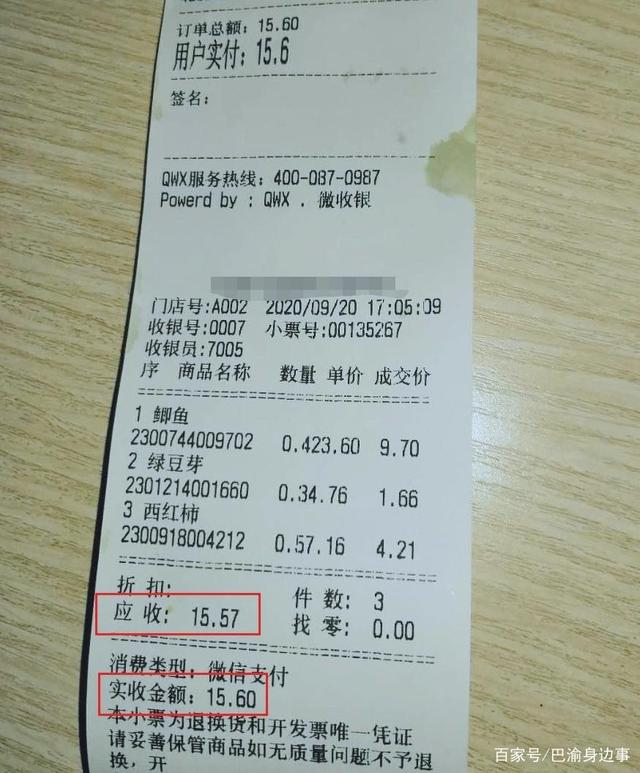 订单总额: 15.60
用户实付: 15.6
签名:
QWX服务热线: 400-087-0987
Powerd by : QWX . 微收银
门店号:A002 2020/09/20 17:05:09
收银号:0007 小票号:00135267
收银员:7005
序 商品名称 数量 单价 成交价
1 鲫鱼
2300744009702 0.423.60 9.70
2 绿豆芽
2301214001660 0.34.76 1.66
3 西红柿
2300918004212 0.57.16 4.21
折 扣: 件 数: 3
应 收: 15.57 找 零: 0.00
消费类型: 微信支付
实收金额: 15.60
本小票为退换货和开发票唯一凭证
请妥善保管商品如无质量问题不予退
换, 开
百家号/巴渝身边事